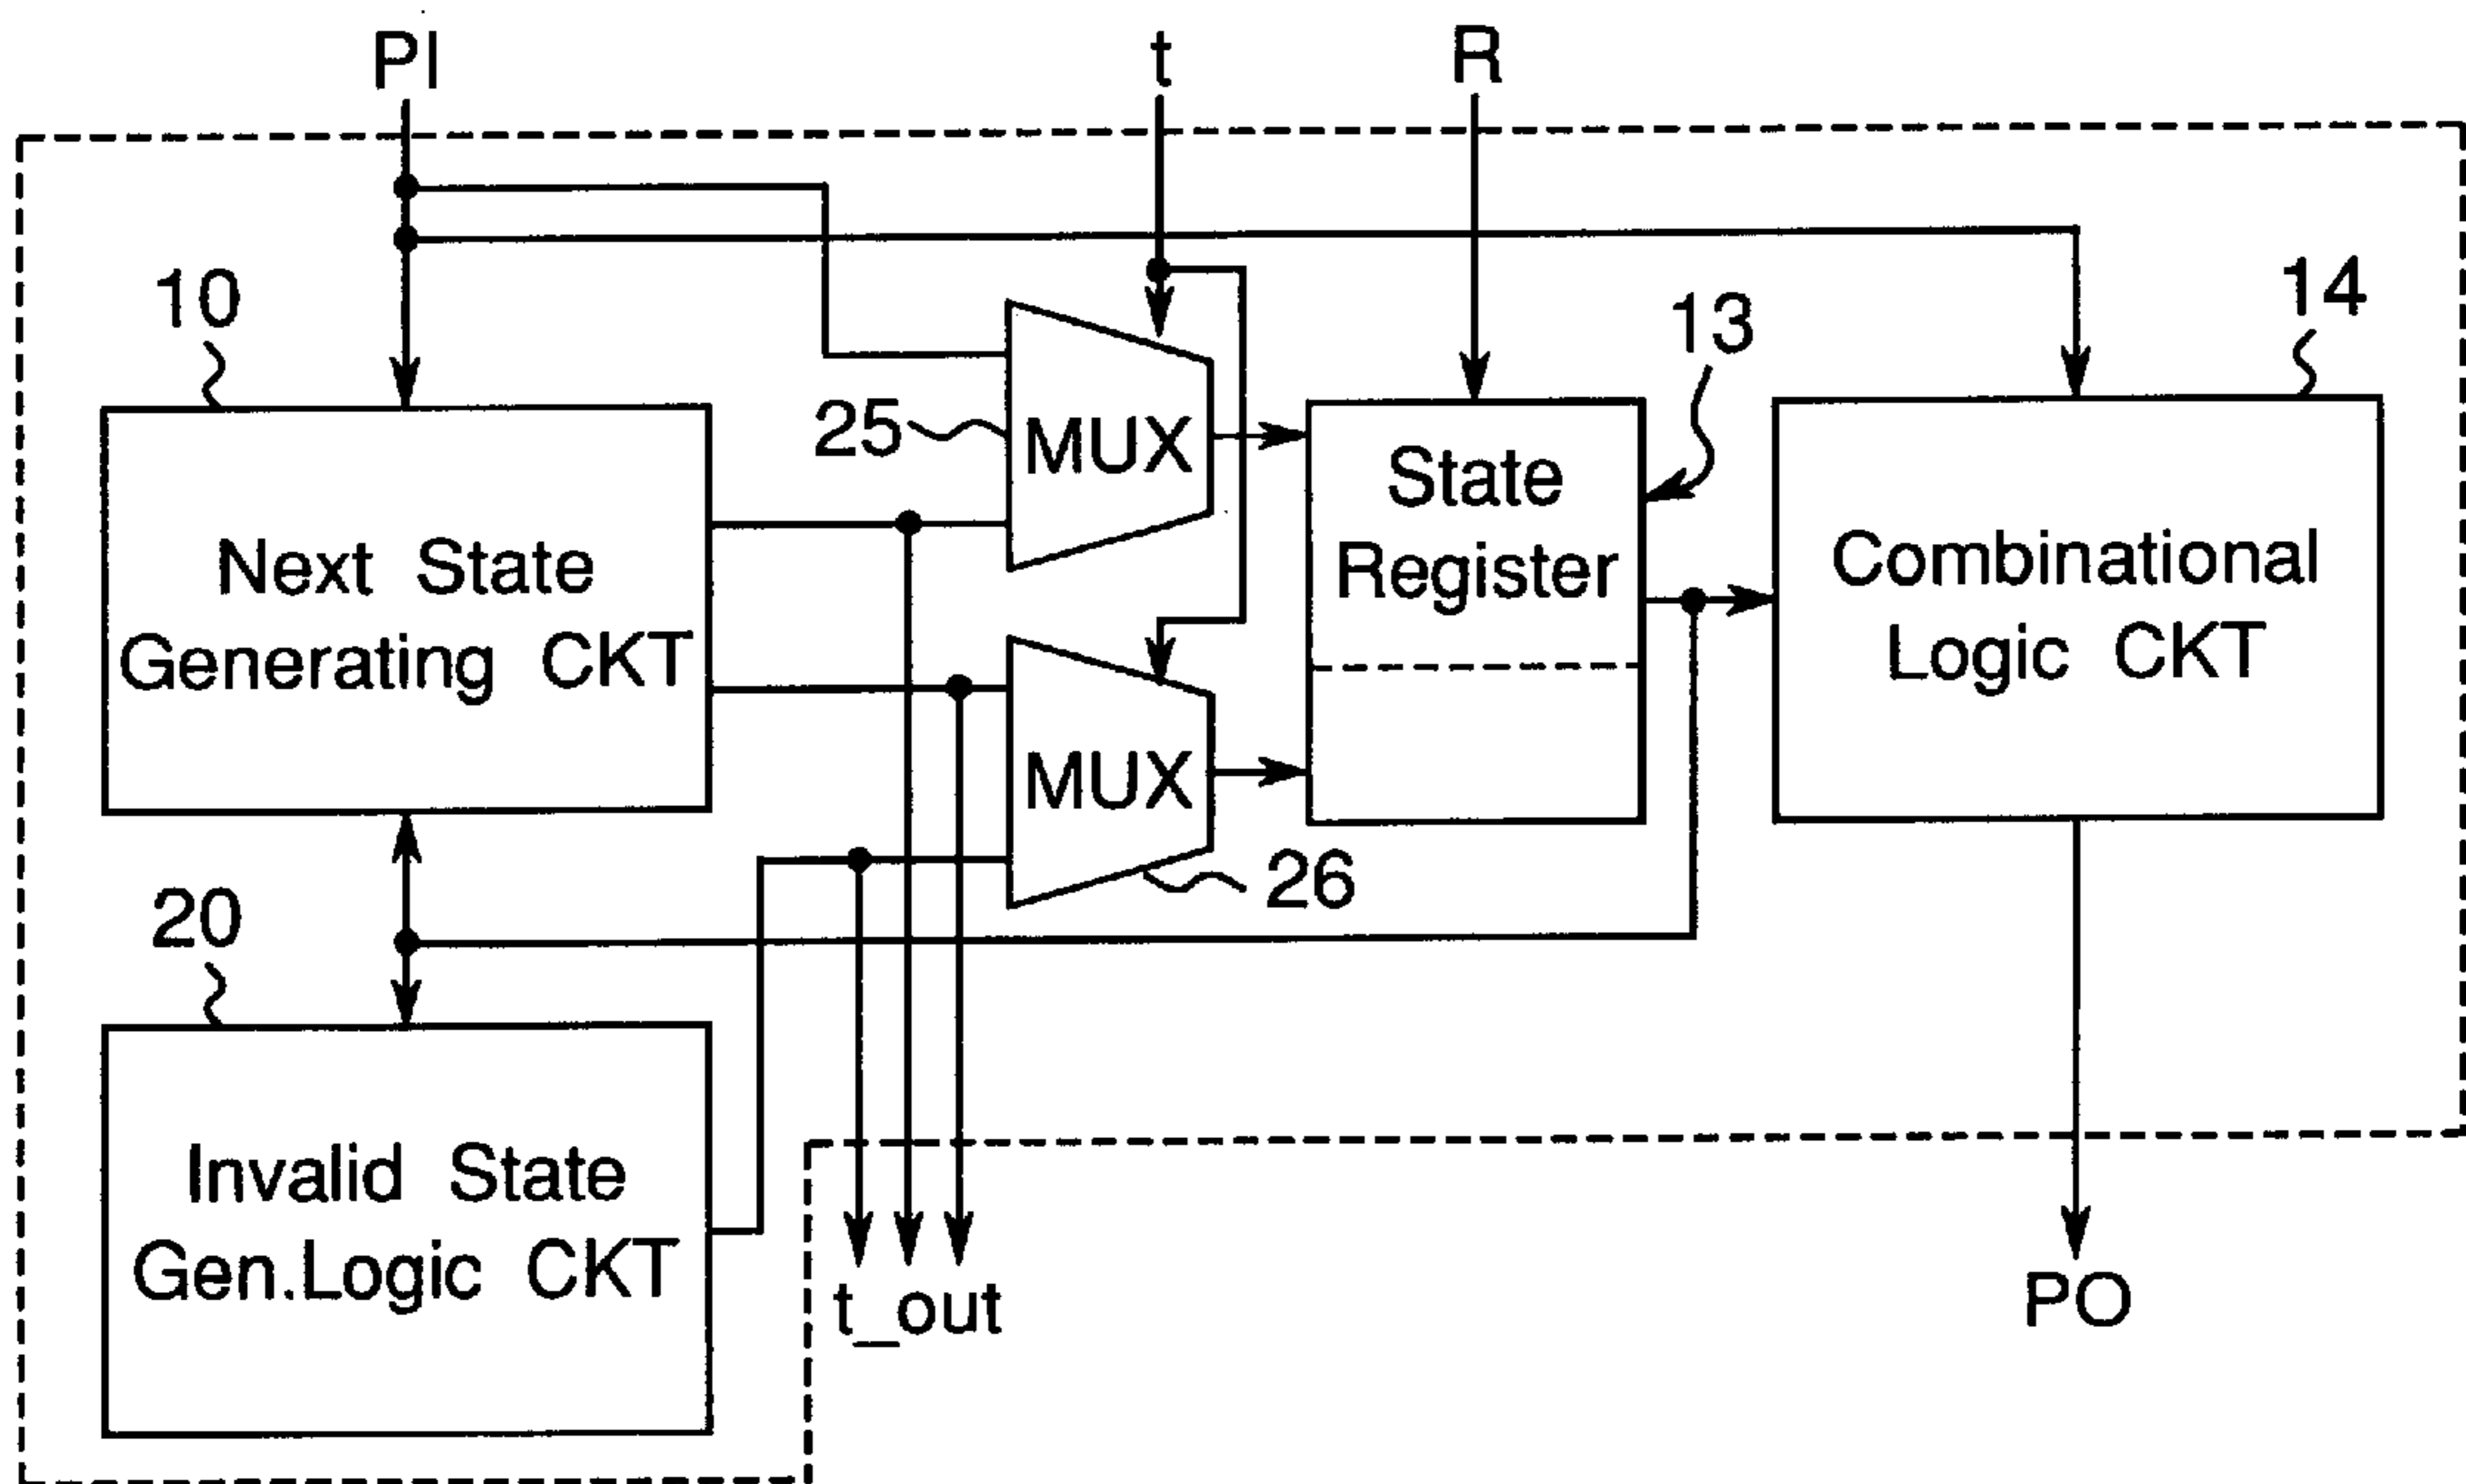 PI
t
R
10
14
13
25
MUX
State
Register
Next State
Generating CKT
Combinational
Logic CKT
MUX
26
20
Invalid State
Gen.Logic CKT
t_out
PO